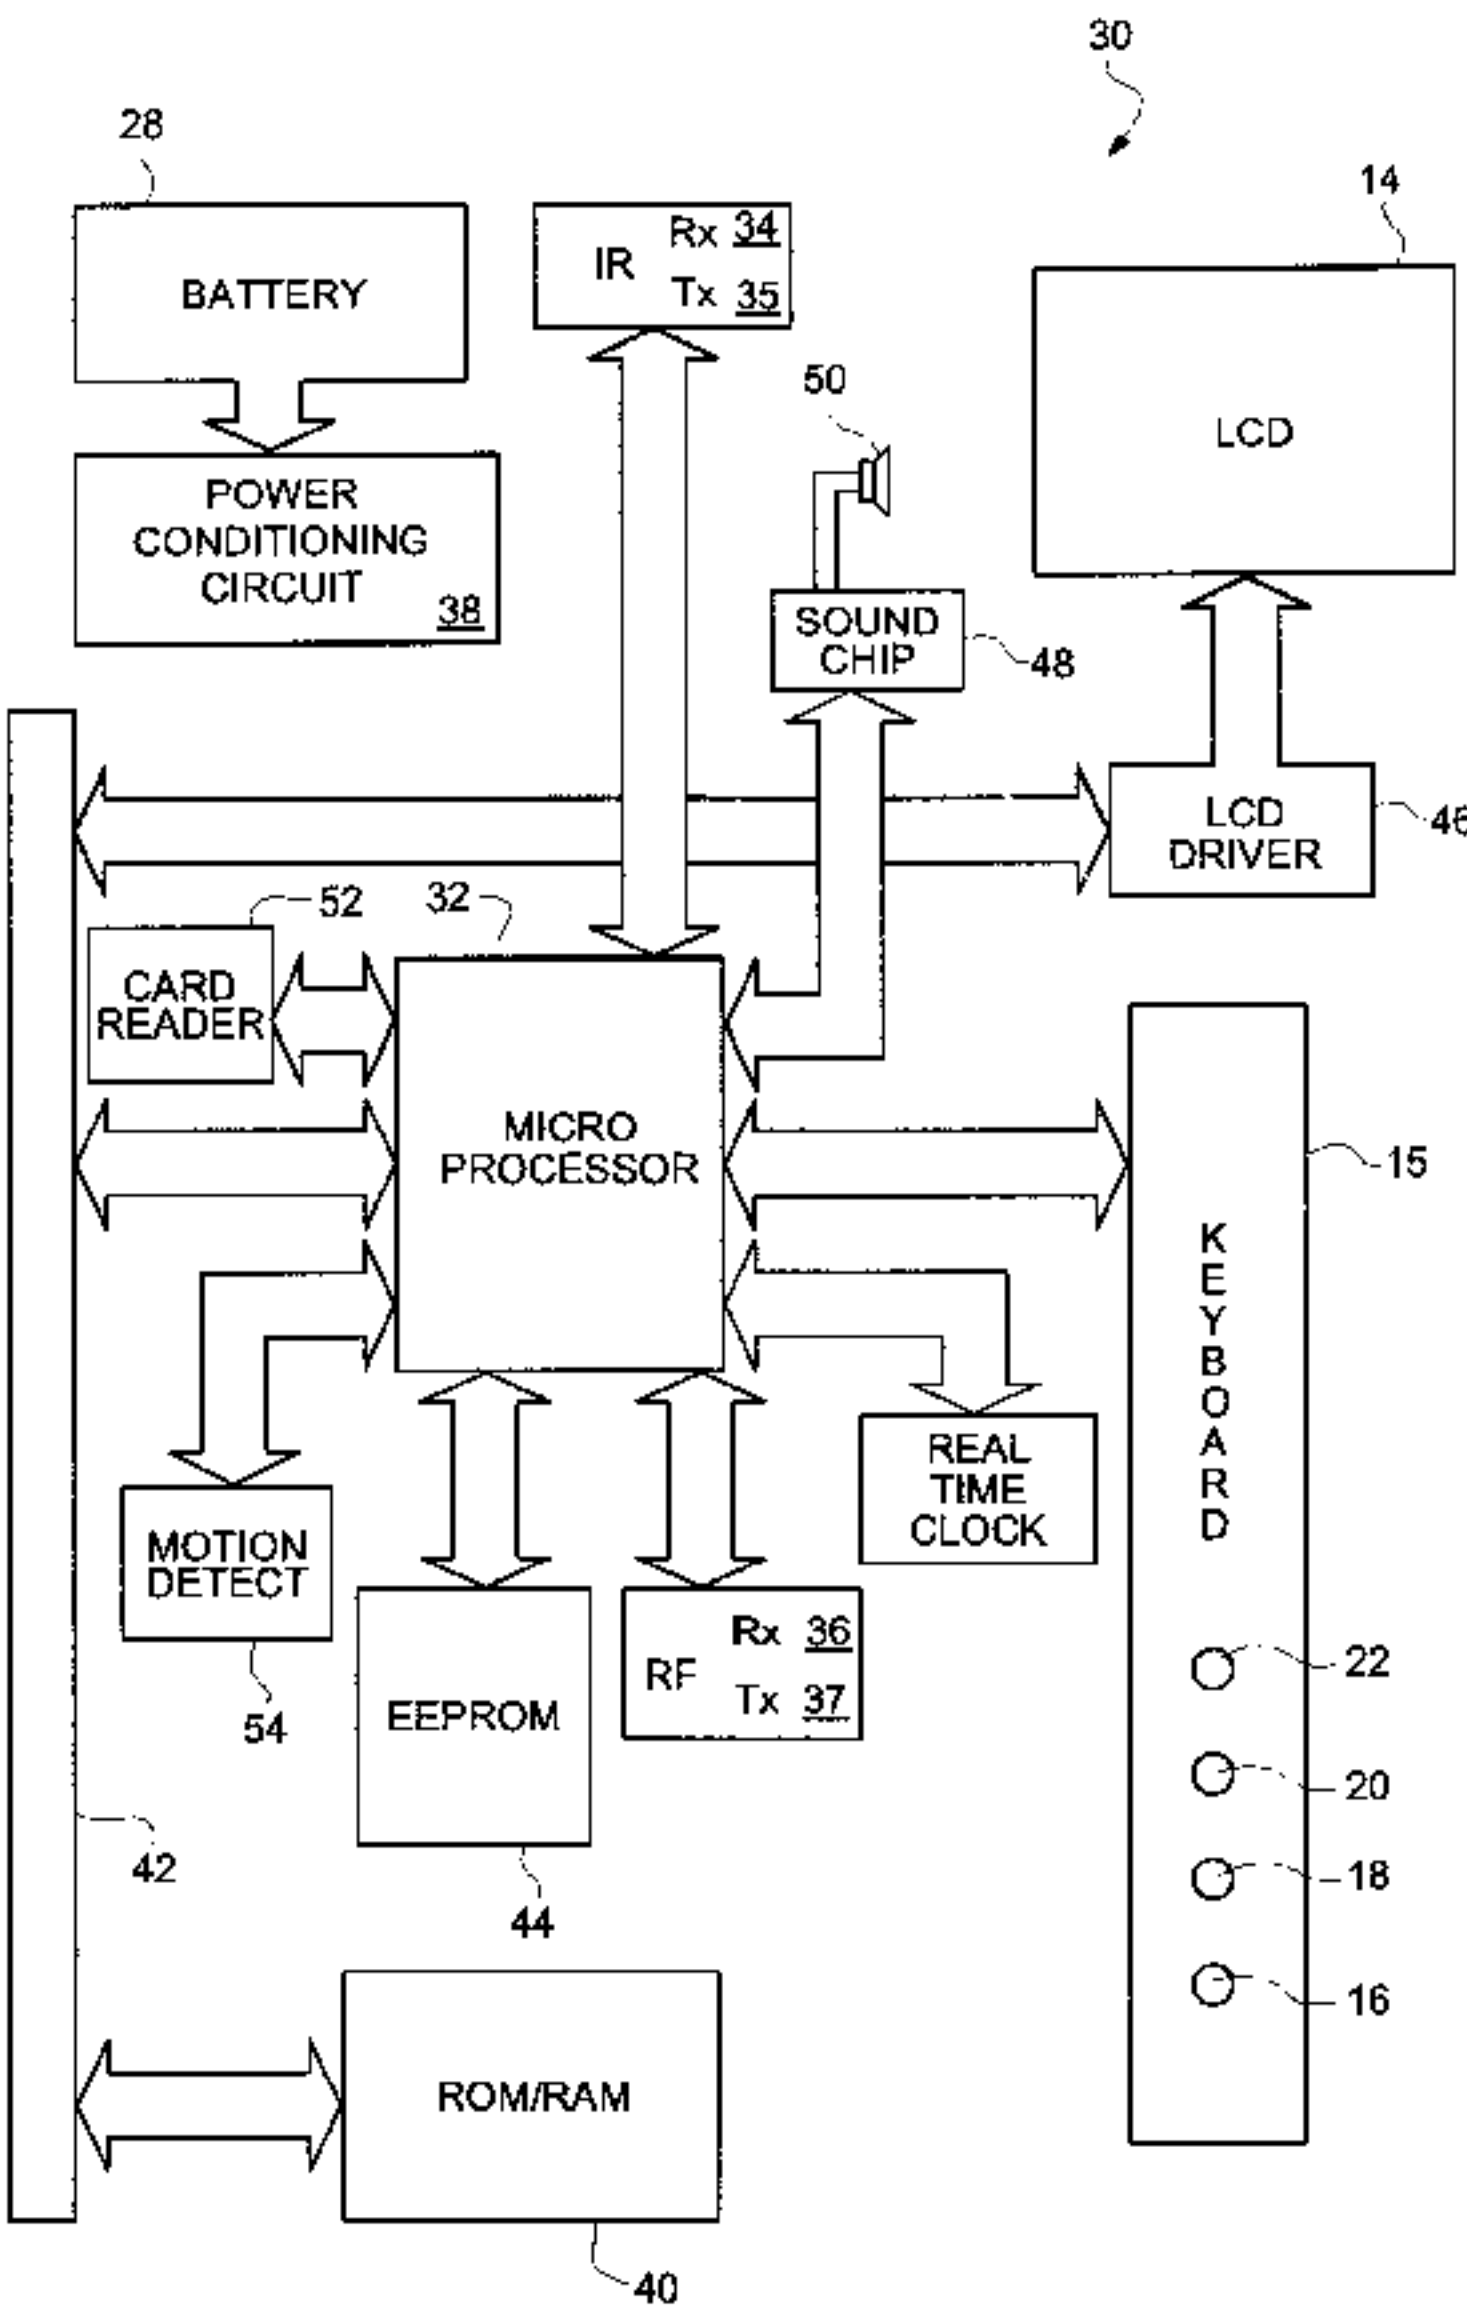 30
28
14
BATTERY
IR
Rx 34
Tx 35
50
LCD
POWER
CONDITIONING
CIRCUIT
38
SOUND
CHIP
48
LCD
DRIVER
46
52
32
CARD
READER
MICRO
PROCESSOR
15
KEYBOARD
REAL
TIME
CLOCK
MOTION
DETECT
54
EEPROM
RF
Rx 36
Tx 37
22
20
18
16
42
44
ROM/RAM
40